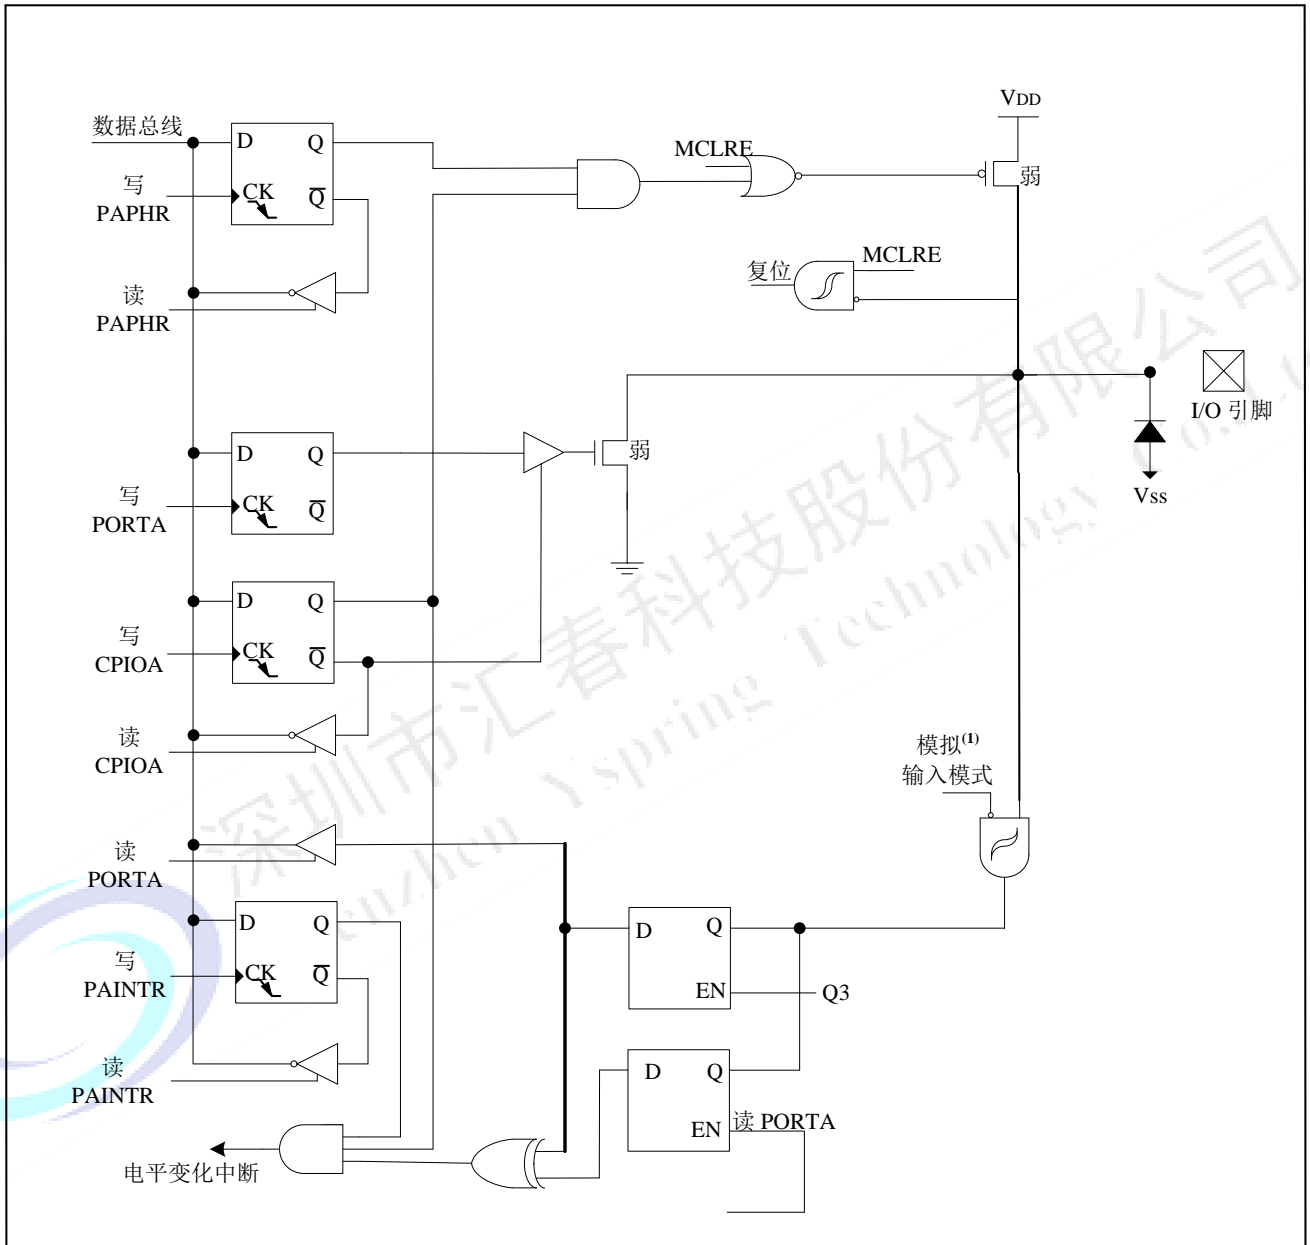 VDD
数据总线
D
Q
MCLRE
弱
写
PAPHR
CK
Q
复位
MCLRE
读
PAPHR
I/O 引脚
D
Q
弱
写
PORTA
CK
Q
Vss
D
Q
写
CPIOA
CK
Q
读
CPIOA
模拟(1)
输入模式
读
PORTA
D
Q
D
Q
写
PAINTR
CK
Q
EN
Q3
读
PAINTR
D
Q
EN
读 PORTA
电平变化中断
深圳市汇春科技股份有限公司
enzhen Yspring Technology Co.L